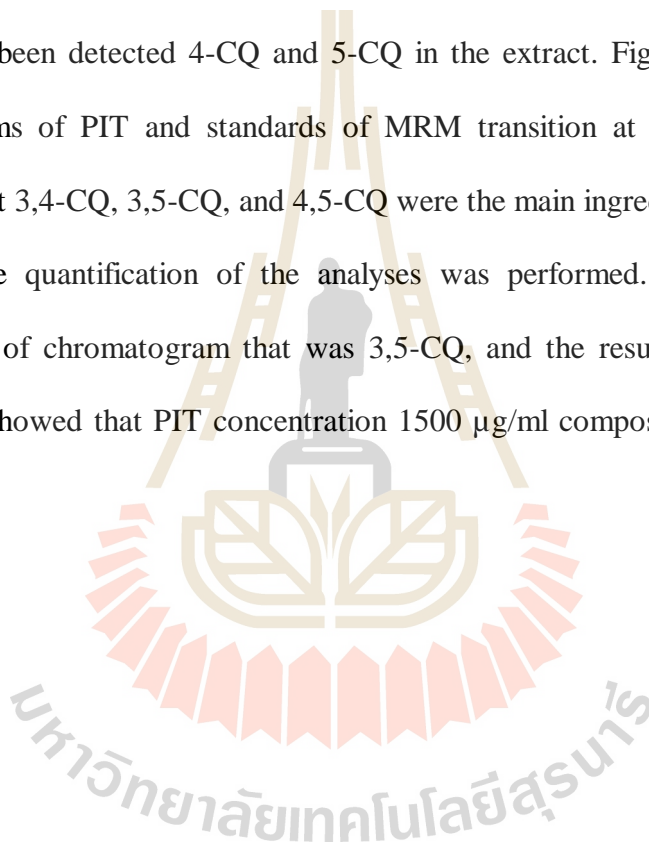 been detected 4-CQ and 5-CQ in the extract. Fig
ms of PIT and standards of MRM transition at
t 3,4-CQ, 3,5-CQ, and 4,5-CQ were the main ingre
e quantification of the analyses was performed.
of chromatogram that was 3,5-CQ, and the resu
howed that PIT concentration 1500 µg/ml compos
มหาวิทยาลัยเทคโนโลยีสุรนารี